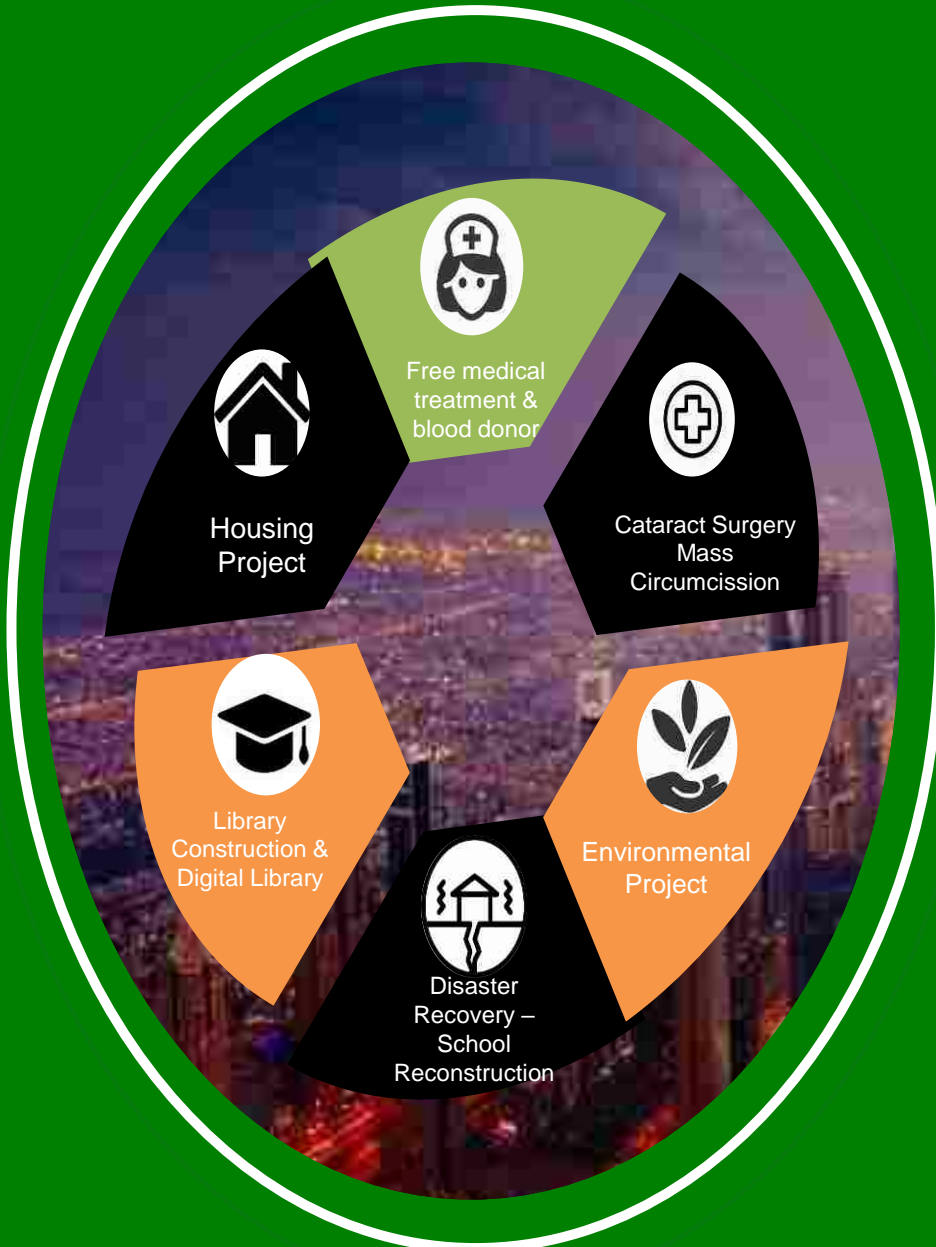 Free medical
treatment &
blood donor
Cataract Surgery
Mass
Circumcission
Environmental
Project
Disaster
Recovery –
School
Reconstruction
Library
Construction &
Digital Library
Housing
Project